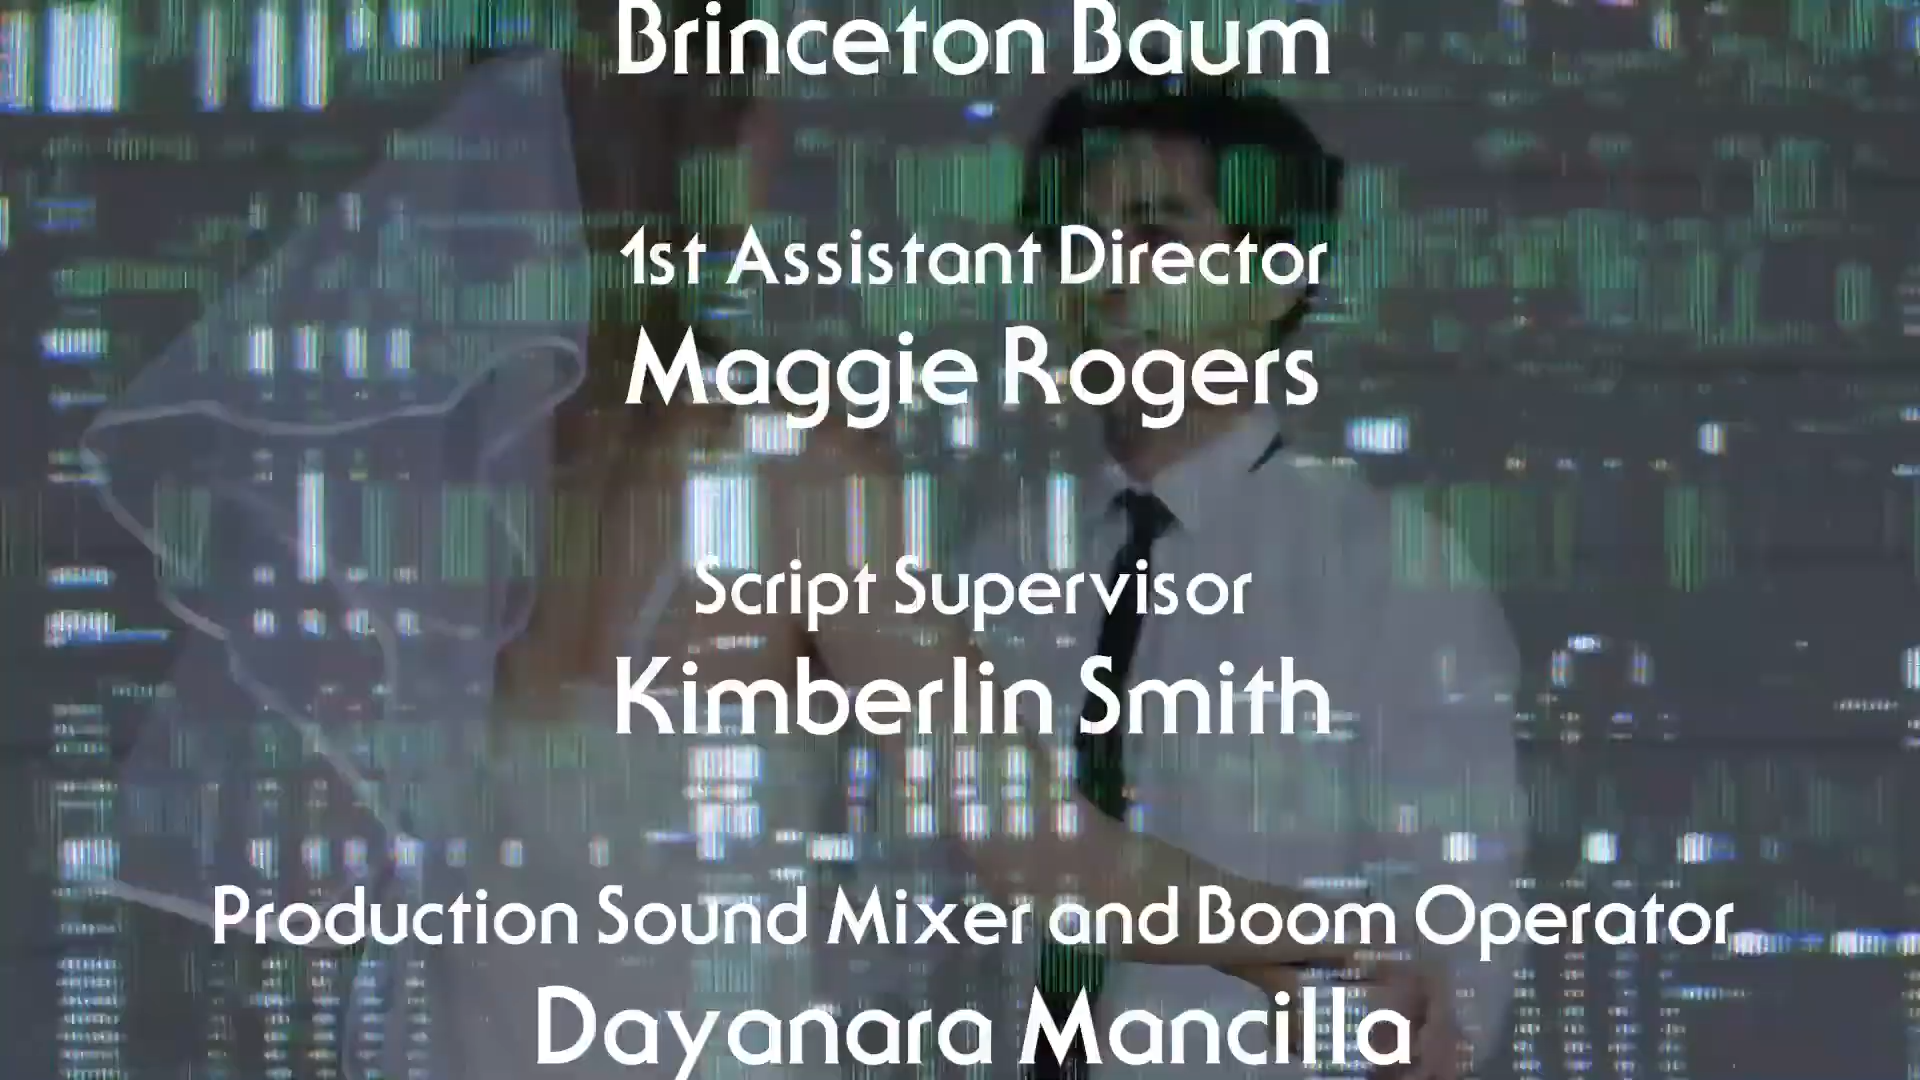 Brinceton Baum
1st Assistant Director
Maggie Rogers
Script Supervisor
Kimberlin Smith
Production Sound Mixer and Boom Operator
Dayanara Mancilla